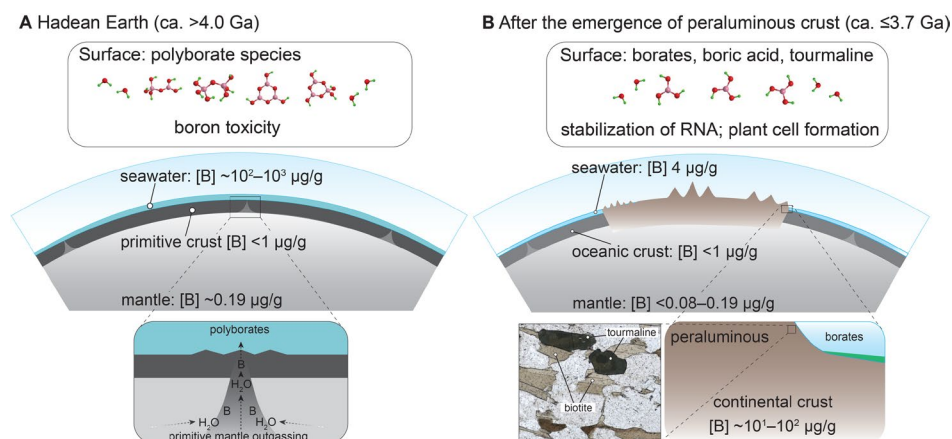 A Hadean Earth (ca. >4.0 Ga)
Surface: polyborate species
boron toxicity
seawater: [B] ~10²–10³ µg/g
primitive crust [B] <1 µg/g
mantle: [B] ~0.19 µg/g
polyborates
B
H₂O
B B
H₂O H₂O
primitive mantle outgassing
B After the emergence of peraluminous crust (ca. ≤3.7 Ga)
Surface: borates, boric acid, tourmaline
stabilization of RNA; plant cell formation
seawater: [B] 4 µg/g
oceanic crust: [B] <1 µg/g
mantle: [B] <0.08–0.19 µg/g
tourmaline
biotite
peraluminous
borates
continental crust
[B] ~10¹–10² µg/g